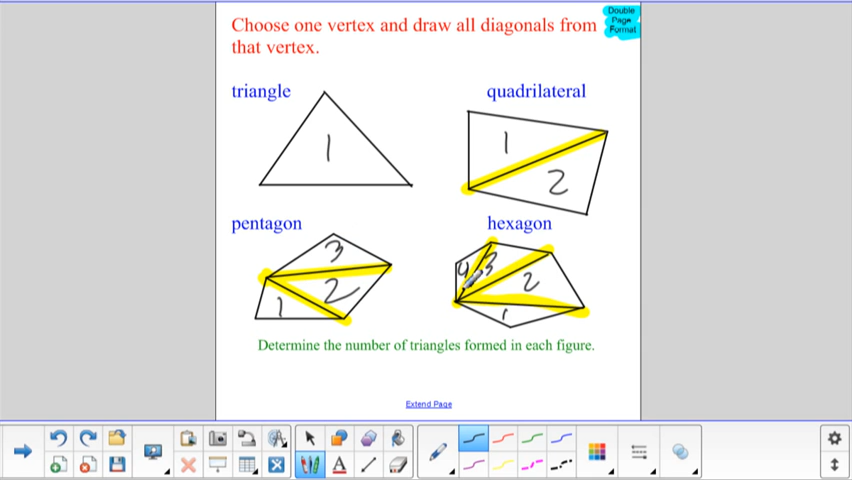 Choose one vertex and draw all diagonals from
that vertex.
Double
Page
Format
triangle
quadrilateral
1
1
2
pentagon
hexagon
3
2
1
4
3
2
1
Determine the number of triangles formed in each figure.
Extend Page
A